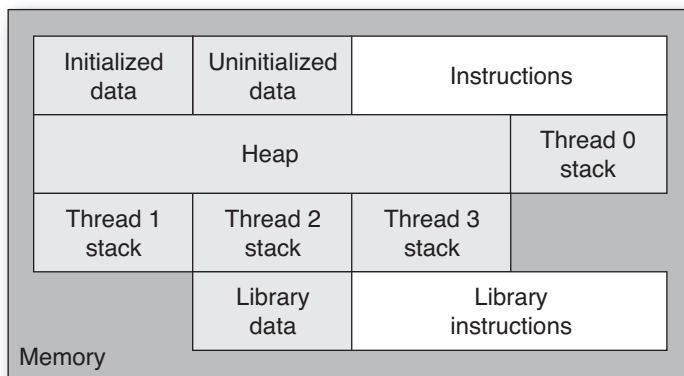 Initialized
data
Uninitialized
data
Instructions
Heap
Thread 0
stack
Thread 1
stack
Thread 2
stack
Thread 3
stack
Library
data
Library
instructions
Memory